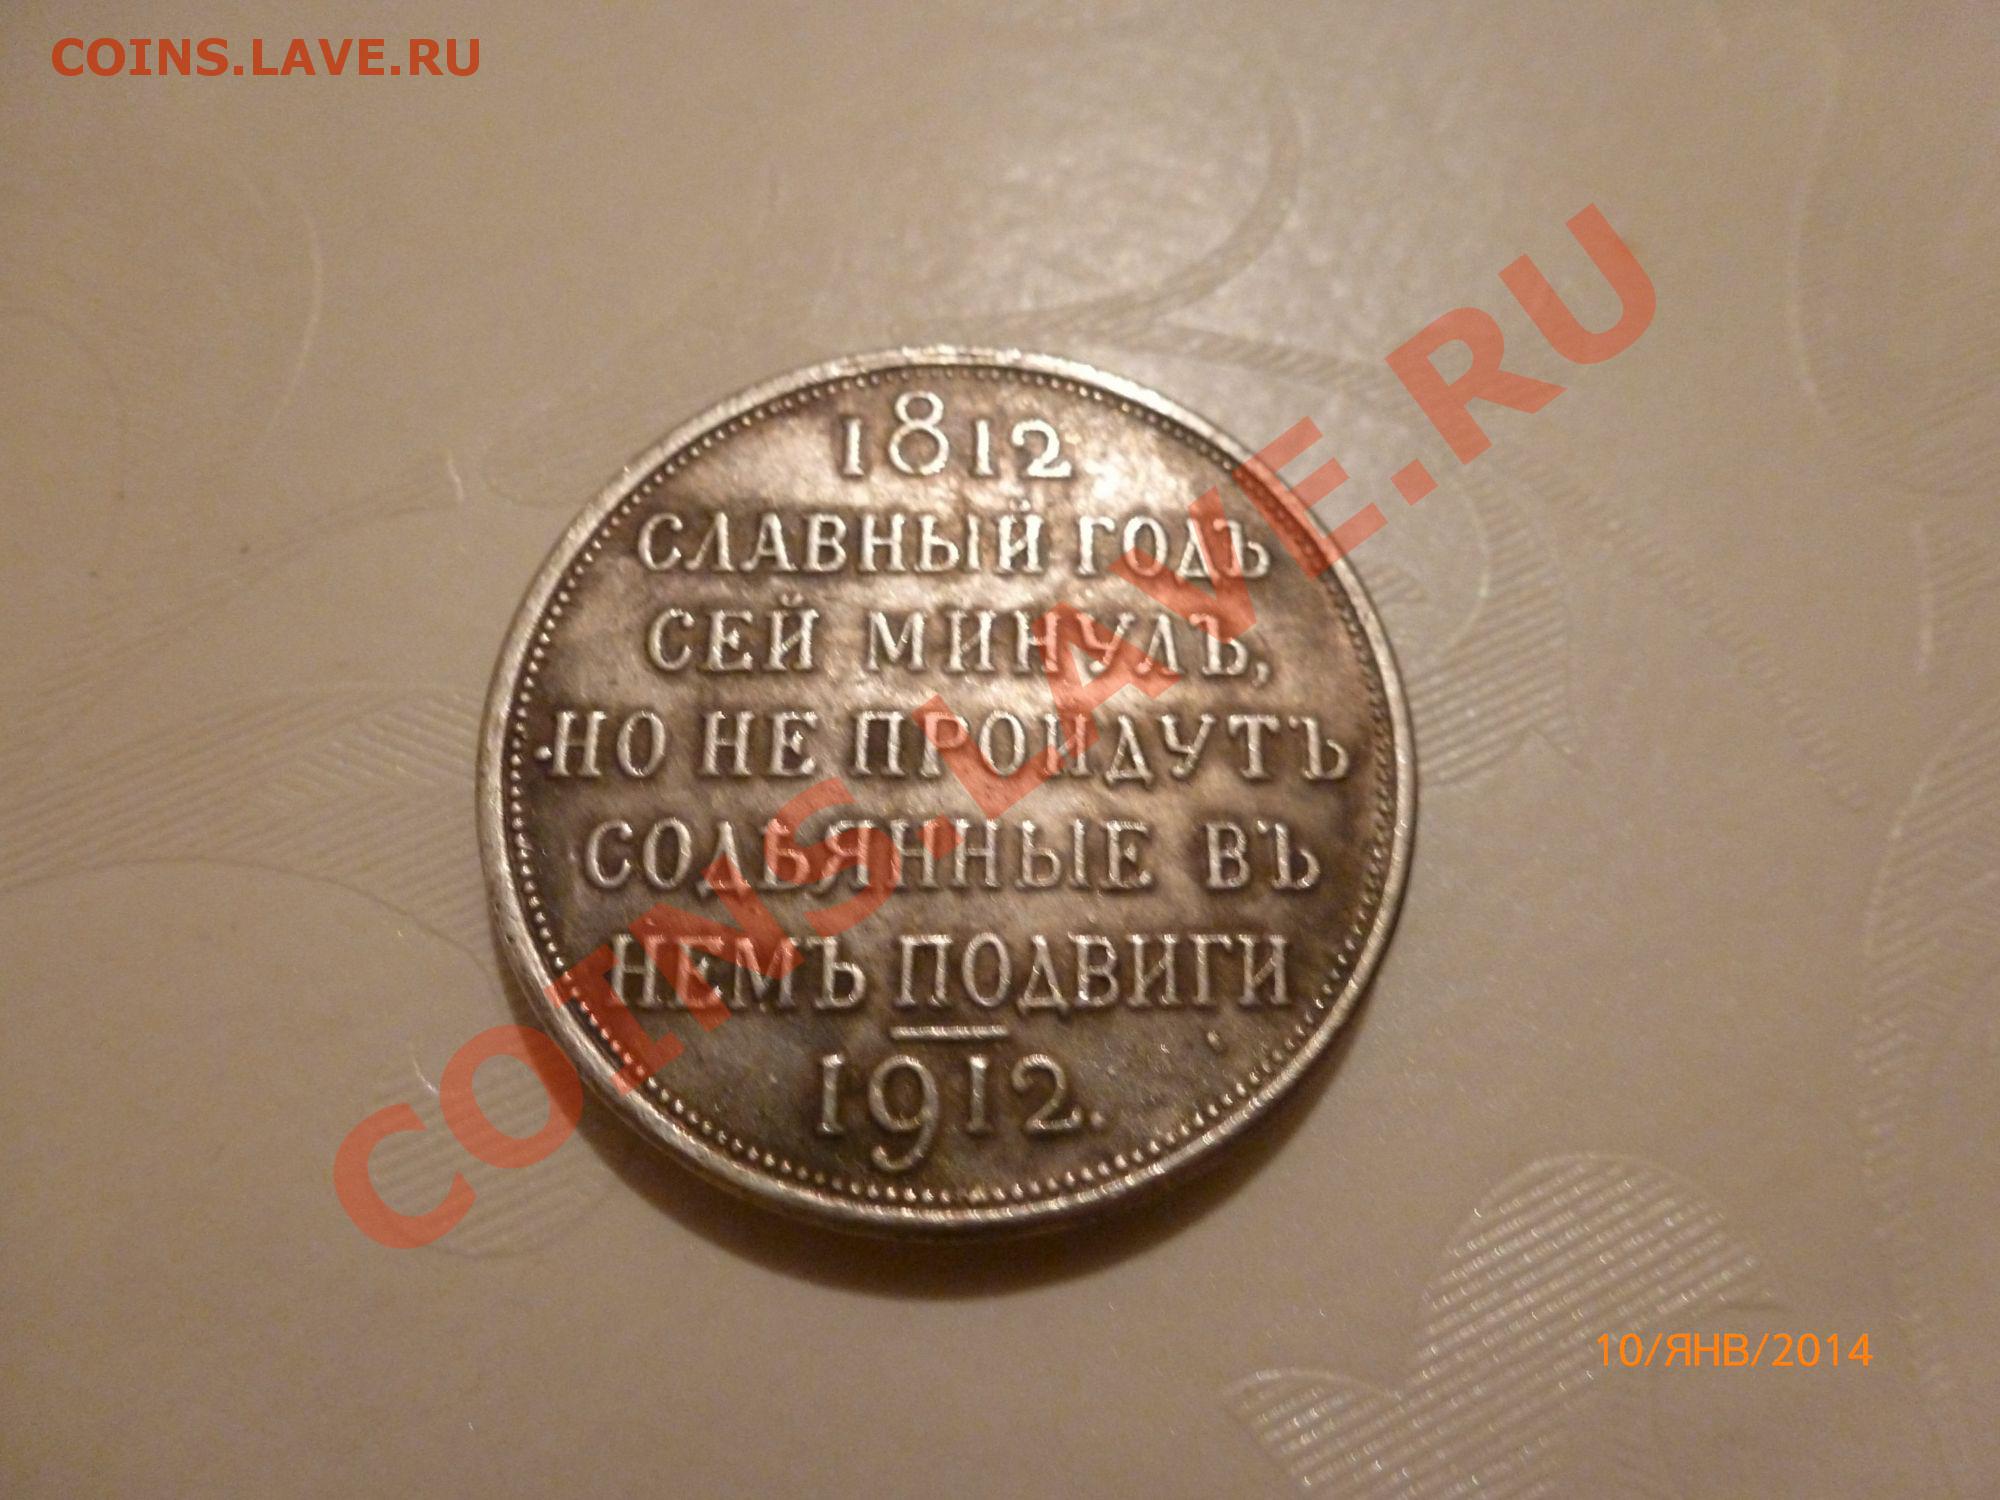 COINS.LAVE.RU
1812.
СЛАВНЫЙ ГОДЪ
СЕЙ МИНУЛЪ,
НО НЕ ПРОЙДУТЪ
СОДѢЯННЫЕ ВЪ
НЕМЪ ПОДВИГИ
1912.
COINS.LAVE.RU
10/ЯНВ/2014